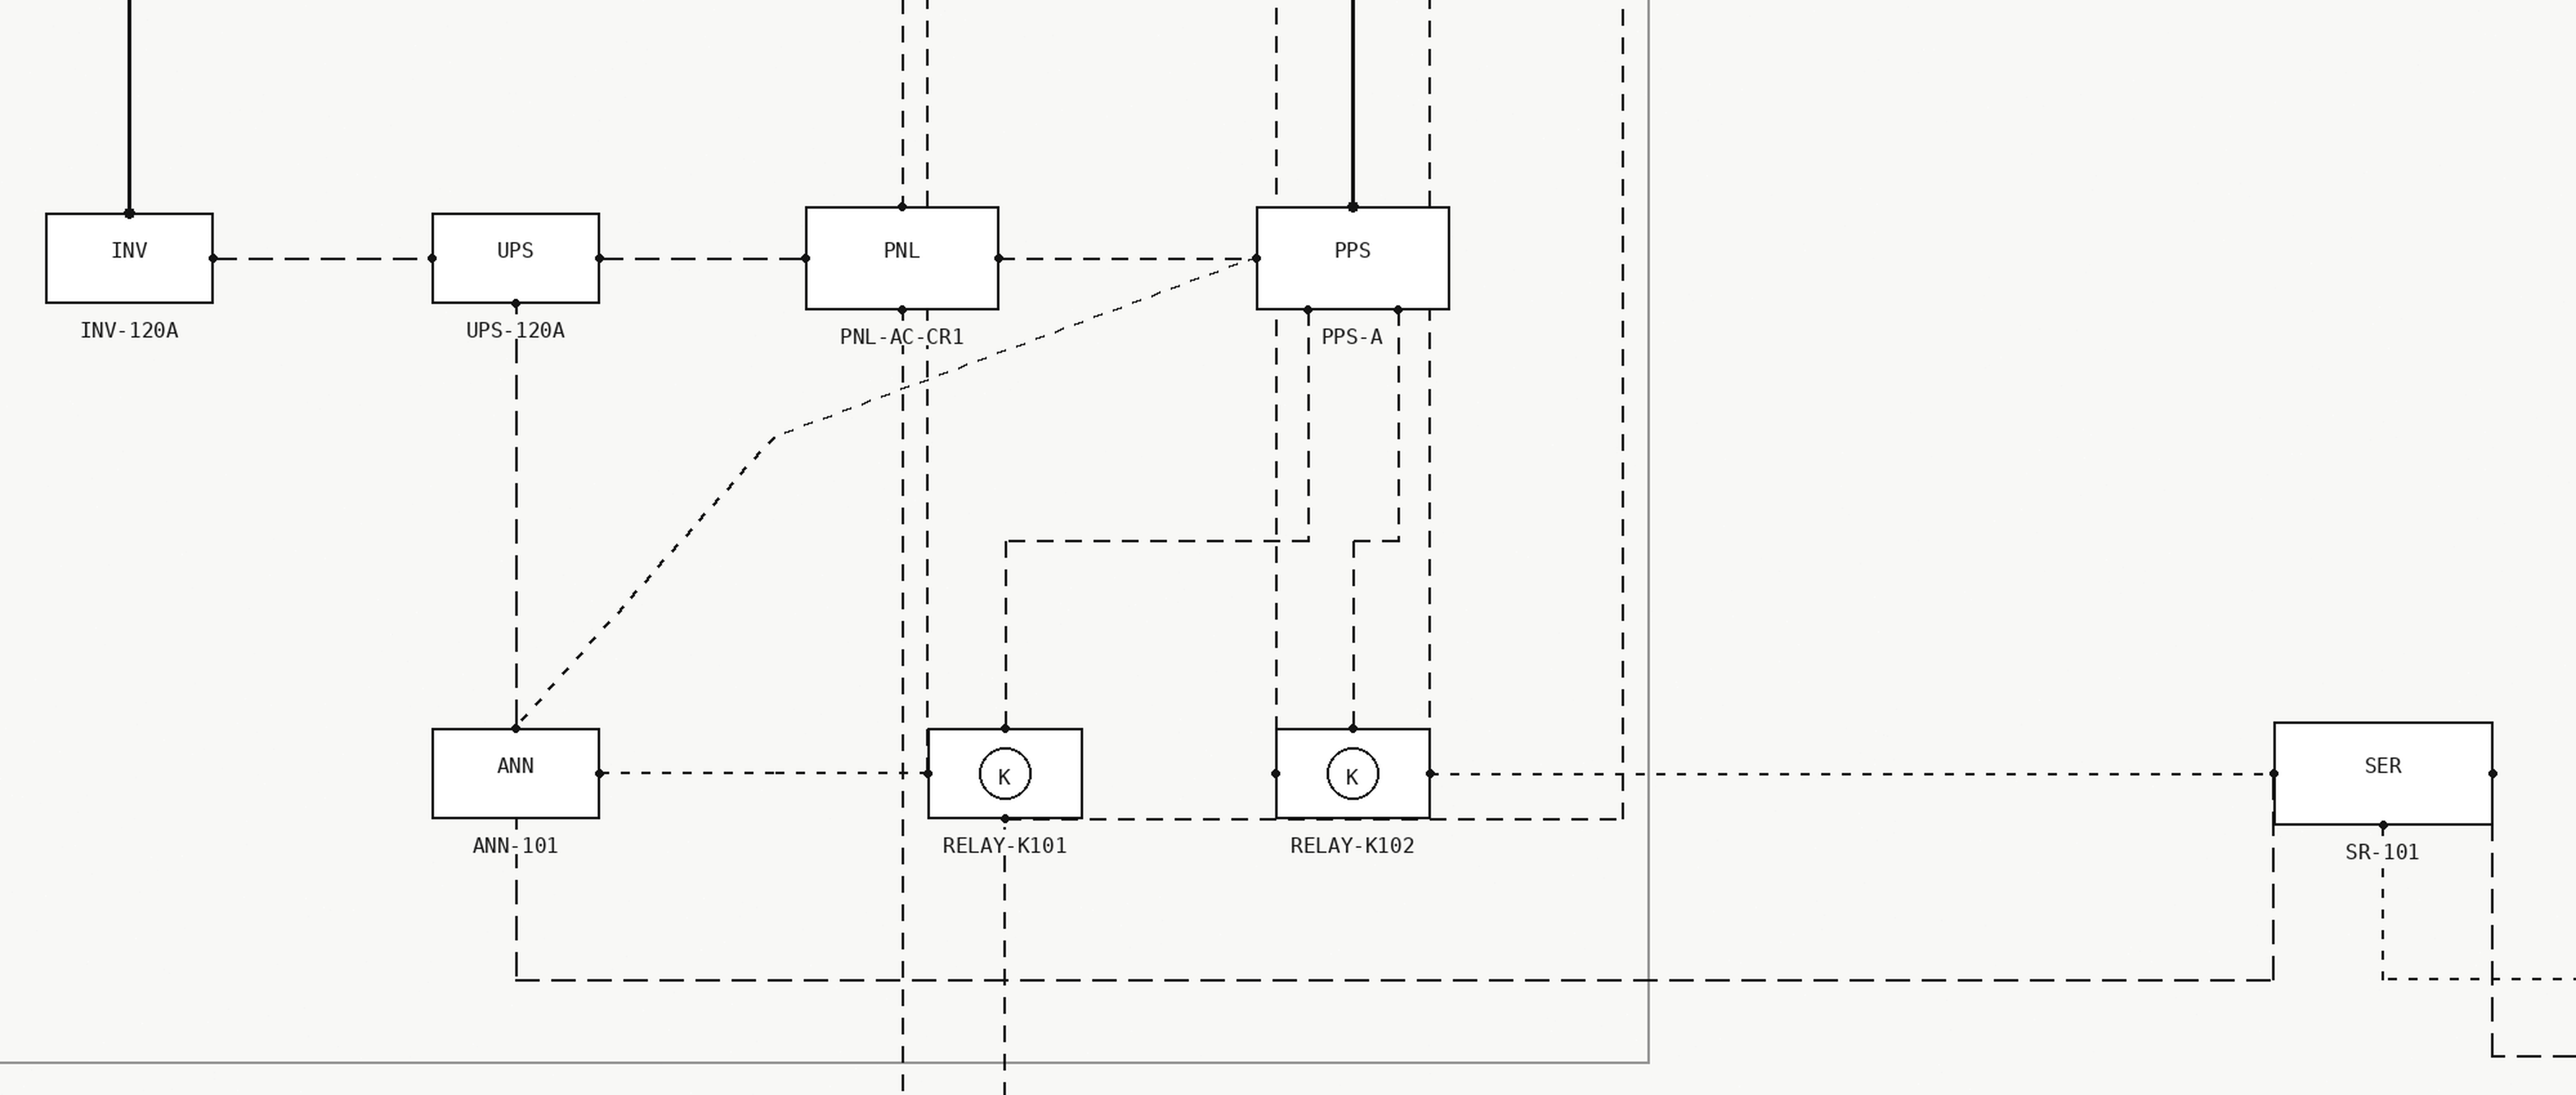 INV
UPS
PNL
PPS
INV-120A
UPS-120A
PNL-AC-CR1
PPS-A
ANN
K
K
SER
ANN-101
RELAY-K101
RELAY-K102
SR-101